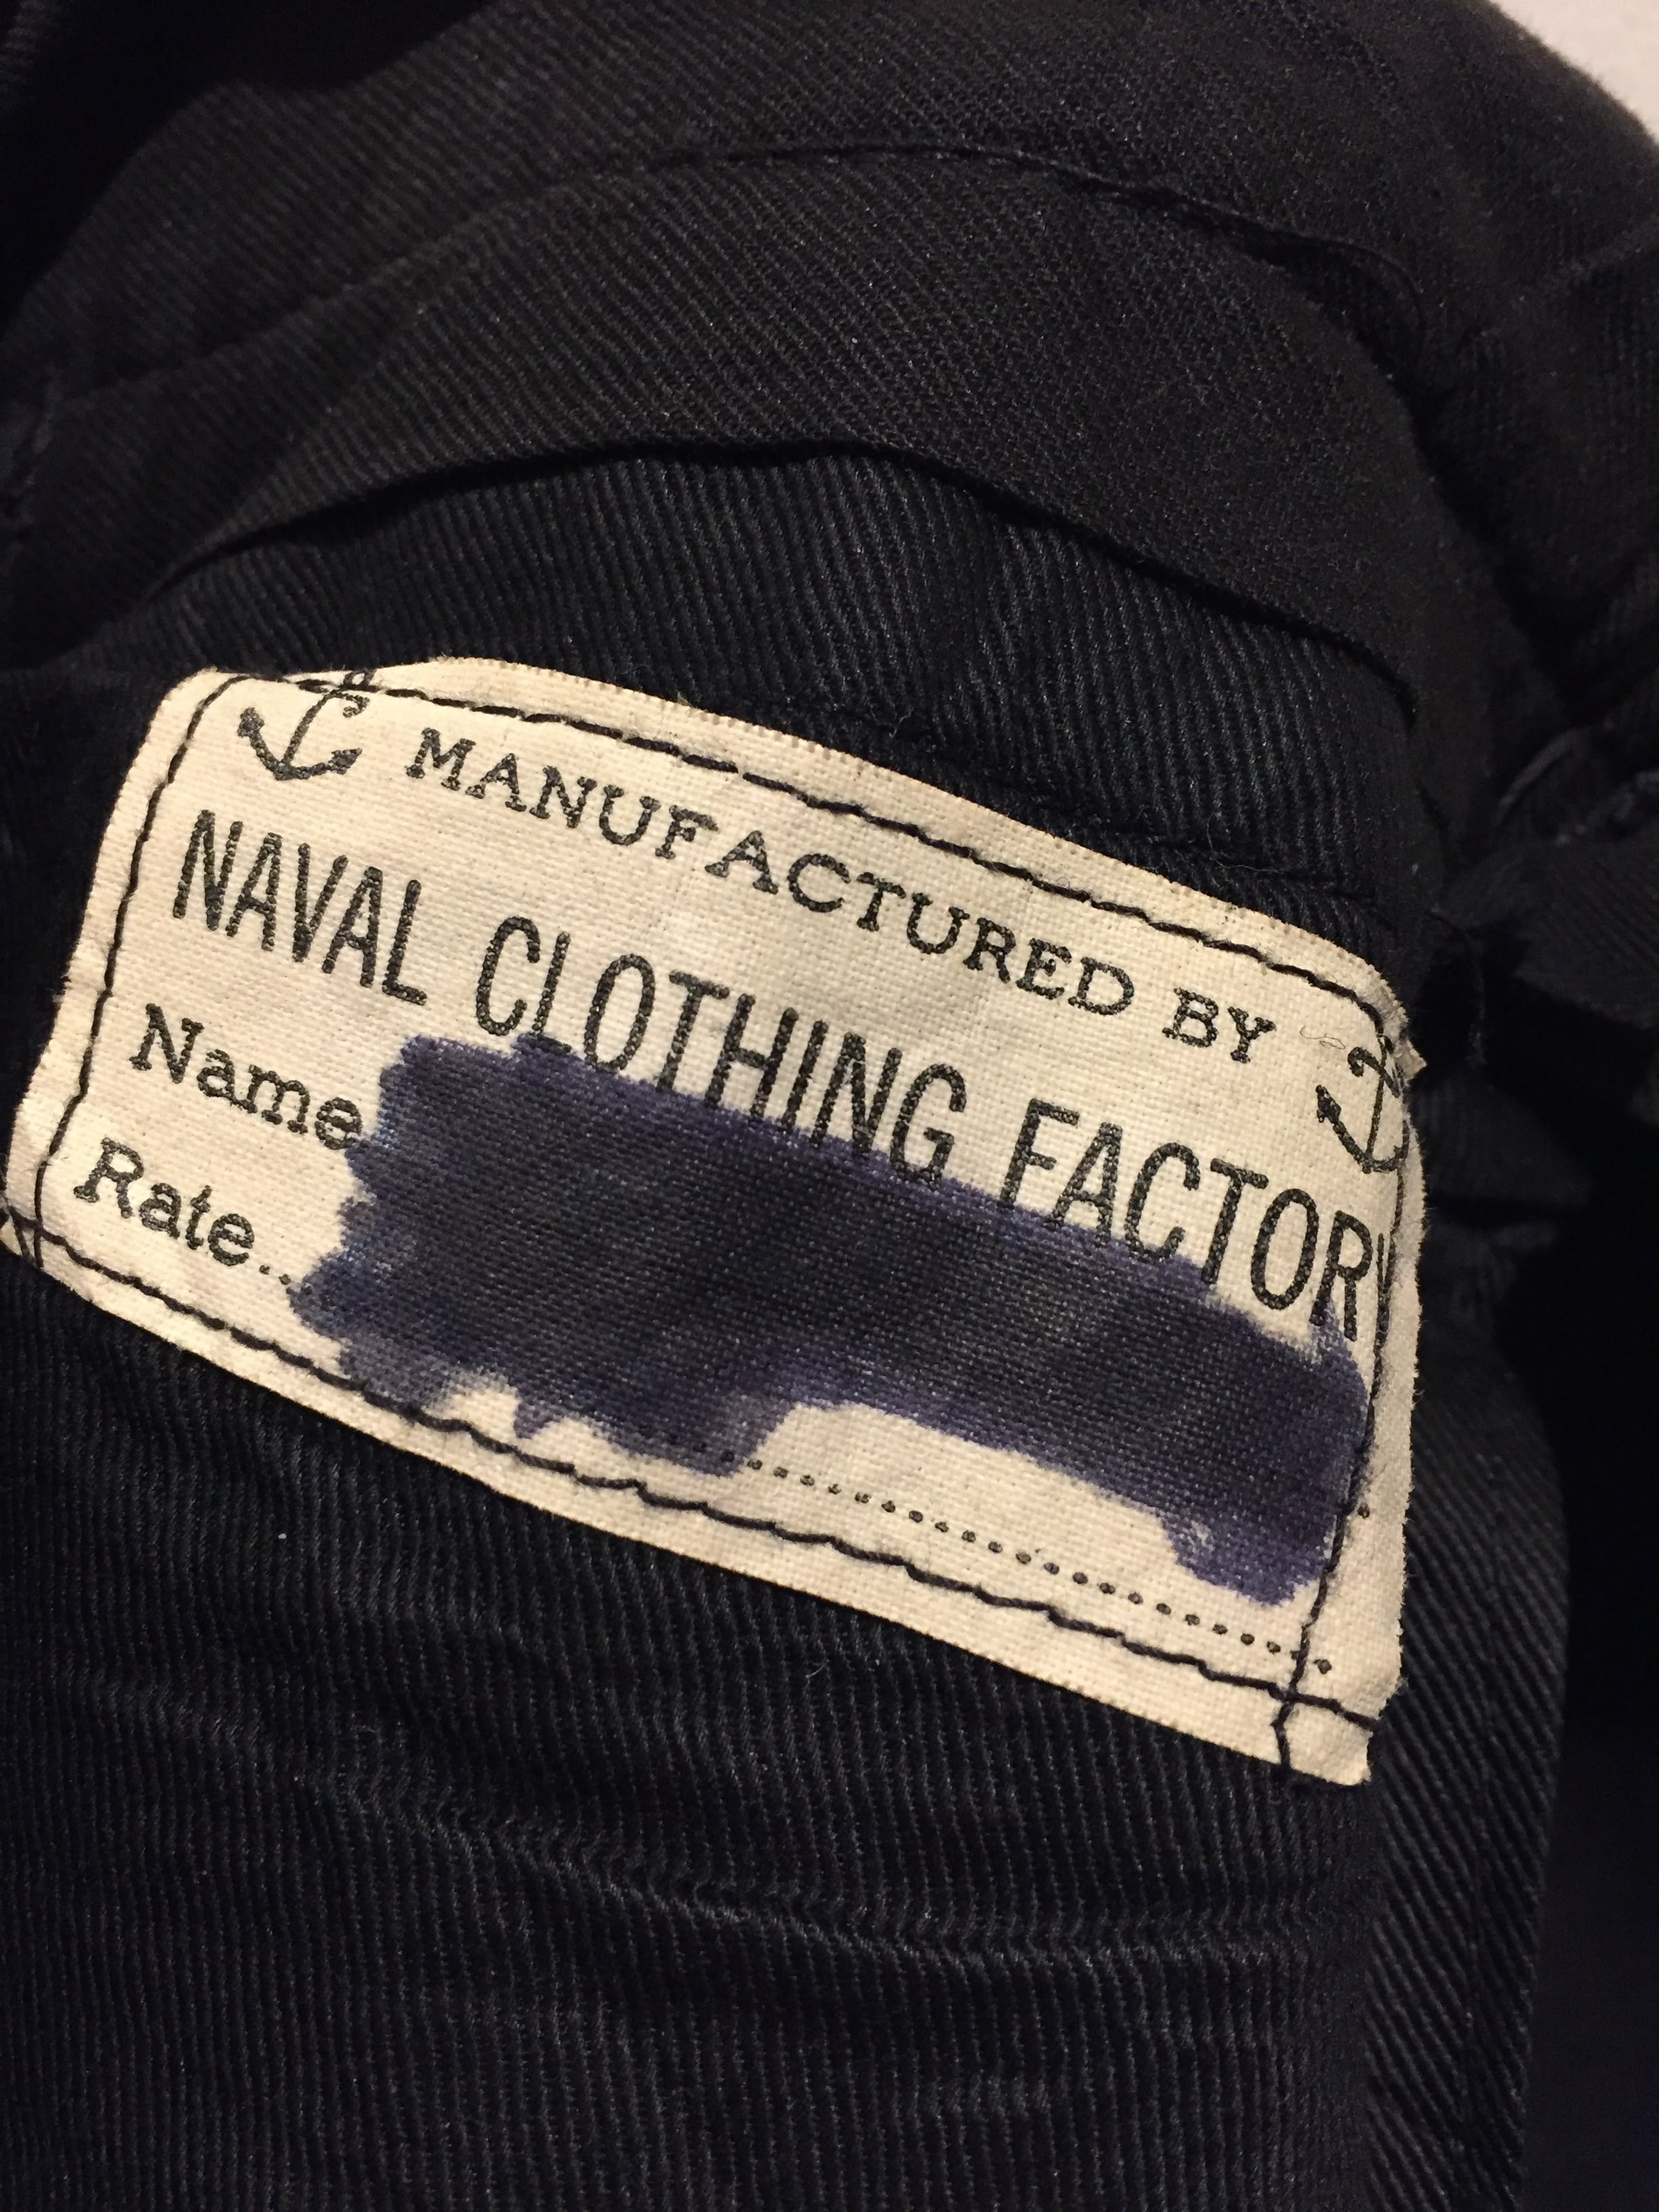 MANUFACTURED BY
NAVAL CLOTHING FACTORY
Name
Rate..